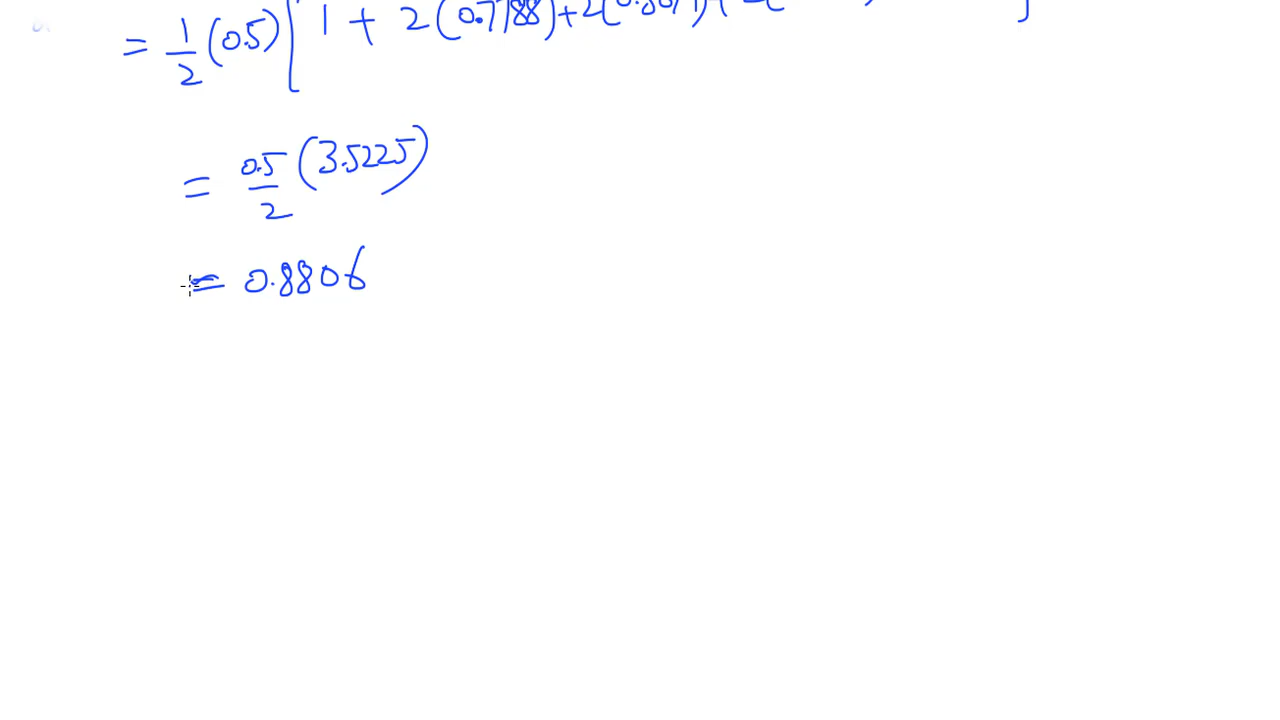 = 1/2 (0.5) [ 1 + 2(0.7788) + 2(
= 0.5/2 (3.5225)
= 0.8806